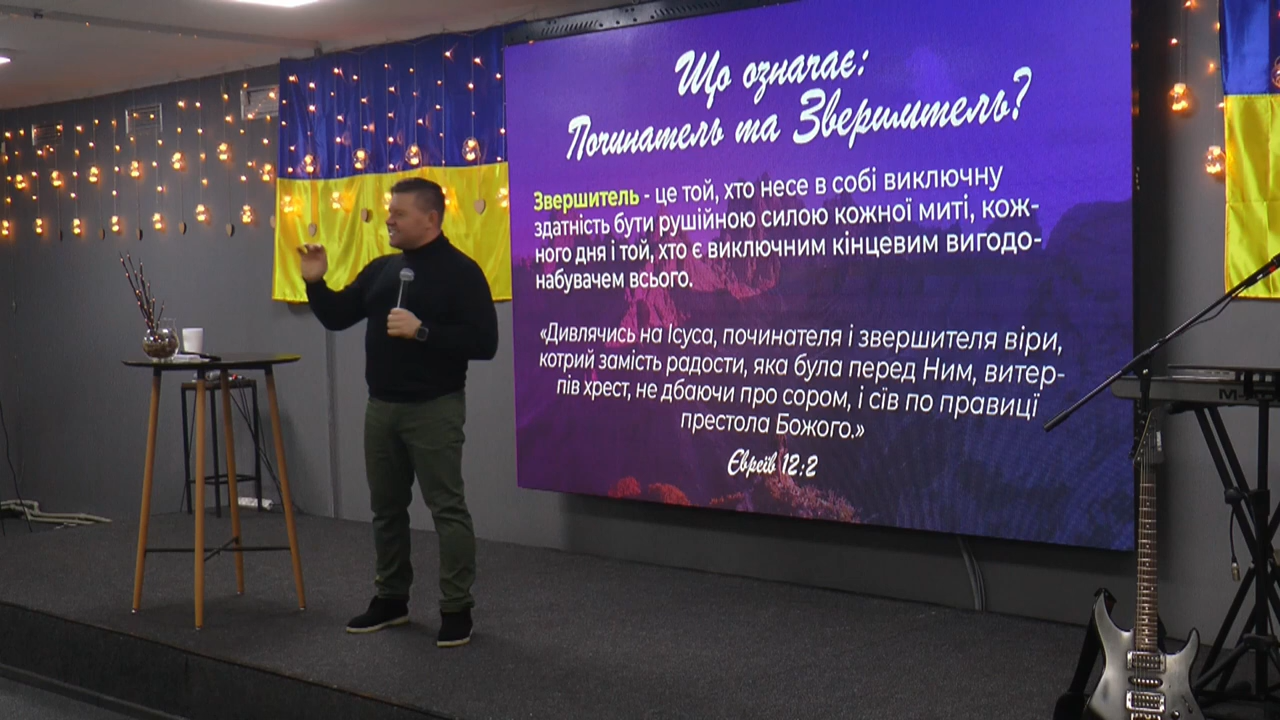 Що означає:
Починатель та Звершитель?
Звершитель - це той, хто несе в собі виключну
здатність бути рушійною силою кожної миті, кож-
ного дня і той, хто є виключним кінцевим вигодо-
набувачем всього.
«Дивлячись на Ісуса, починателя і звершителя віри,
котрий замість радости, яка була перед Ним, витер-
пів хрест, не дбаючи про сором, і сів по правиці
престола Божого.»
Євреїв 12:2